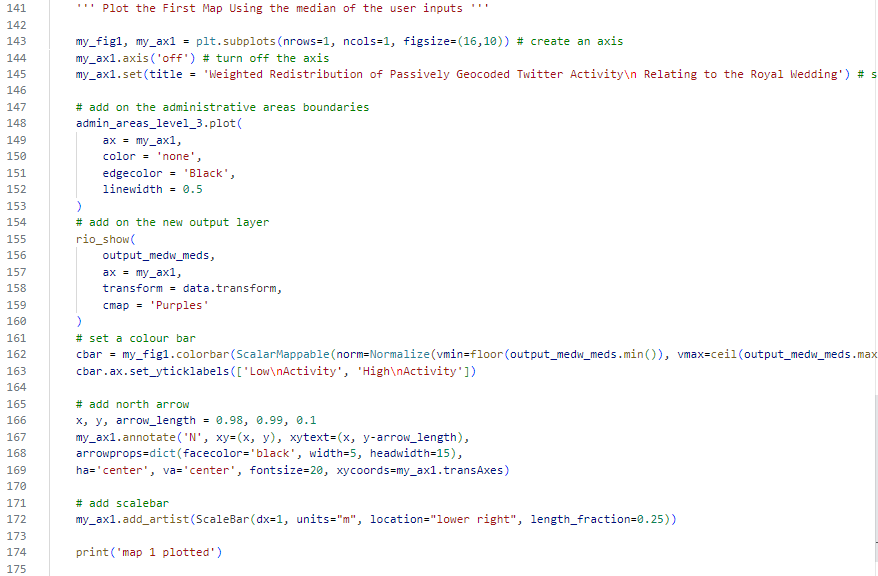 141 ''' Plot the First Map Using the median of the user inputs '''
142
143 my_fig1, my_ax1 = plt.subplots(nrows=1, ncols=1, figsize=(16,10)) # create an axis
144 my_ax1.axis('off') # turn off the axis
145 my_ax1.set(title = 'Weighted Redistribution of Passively Geocoded Twitter Activity\n Relating to the Royal Wedding') # s
146
147 # add on the administrative areas boundaries
148 admin_areas_level_3.plot(
149     ax = my_ax1,
150     color = 'none',
151     edgecolor = 'Black',
152     linewidth = 0.5
153 )
154 # add on the new output layer
155 rio_show(
156     output_medw_meds,
157     ax = my_ax1,
158     transform = data.transform,
159     cmap = 'Purples'
160 )
161 # set a colour bar
162 cbar = my_fig1.colorbar(ScalarMappable(norm=Normalize(vmin=floor(output_medw_meds.min()), vmax=ceil(output_medw_meds.max
163 cbar.ax.set_yticklabels(['Low\nActivity', 'High\nActivity'])
164
165 # add north arrow
166 x, y, arrow_length = 0.98, 0.99, 0.1
167 my_ax1.annotate('N', xy=(x, y), xytext=(x, y-arrow_length),
168 arrowprops=dict(facecolor='black', width=5, headwidth=15),
169 ha='center', va='center', fontsize=20, xycoords=my_ax1.transAxes)
170
171 # add scalebar
172 my_ax1.add_artist(ScaleBar(dx=1, units="m", location="lower right", length_fraction=0.25))
173
174 print('map 1 plotted')
175